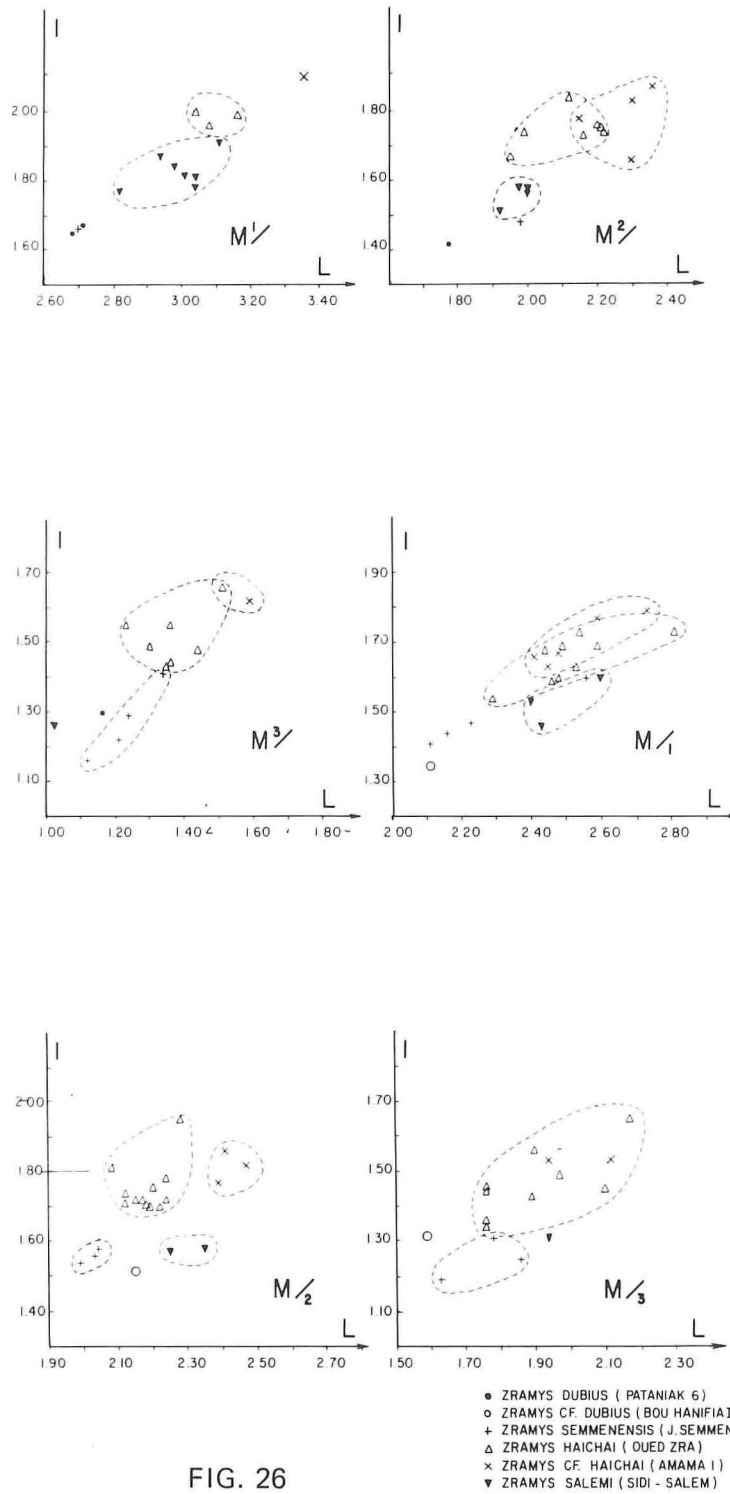 I
2.00
1.80
1.60
M¹/
L
2.60 2.80 3.00 3.20 3.40
I
1.80
1.60
1.40
M²/
L
1.80 2.00 2.20 2.40
I
1.70
1.50
1.30
1.10
M³/
L
1.00 1.20 1.40 1.60 1.80
I
1.90
1.70
1.50
1.30
M/₁
L
2.00 2.20 2.40 2.60 2.80
I
2.00
1.80
1.60
1.40
M/₂
L
1.90 2.10 2.30 2.50 2.70
I
1.70
1.50
1.30
1.10
M/₃
L
1.50 1.70 1.90 2.10 2.30
● ZRAMYS DUBIUS ( PATANIAK 6)
○ ZRAMYS CF. DUBIUS ( BOU HANIFIA I
+ ZRAMYS SEMMENENSIS ( J. SEMMEN
△ ZRAMYS HAICHAI ( OUED ZRA)
× ZRAMYS CF. HAICHAI ( AMAMA I )
▼ ZRAMYS SALEMI ( SIDI - SALEM)
FIG. 26